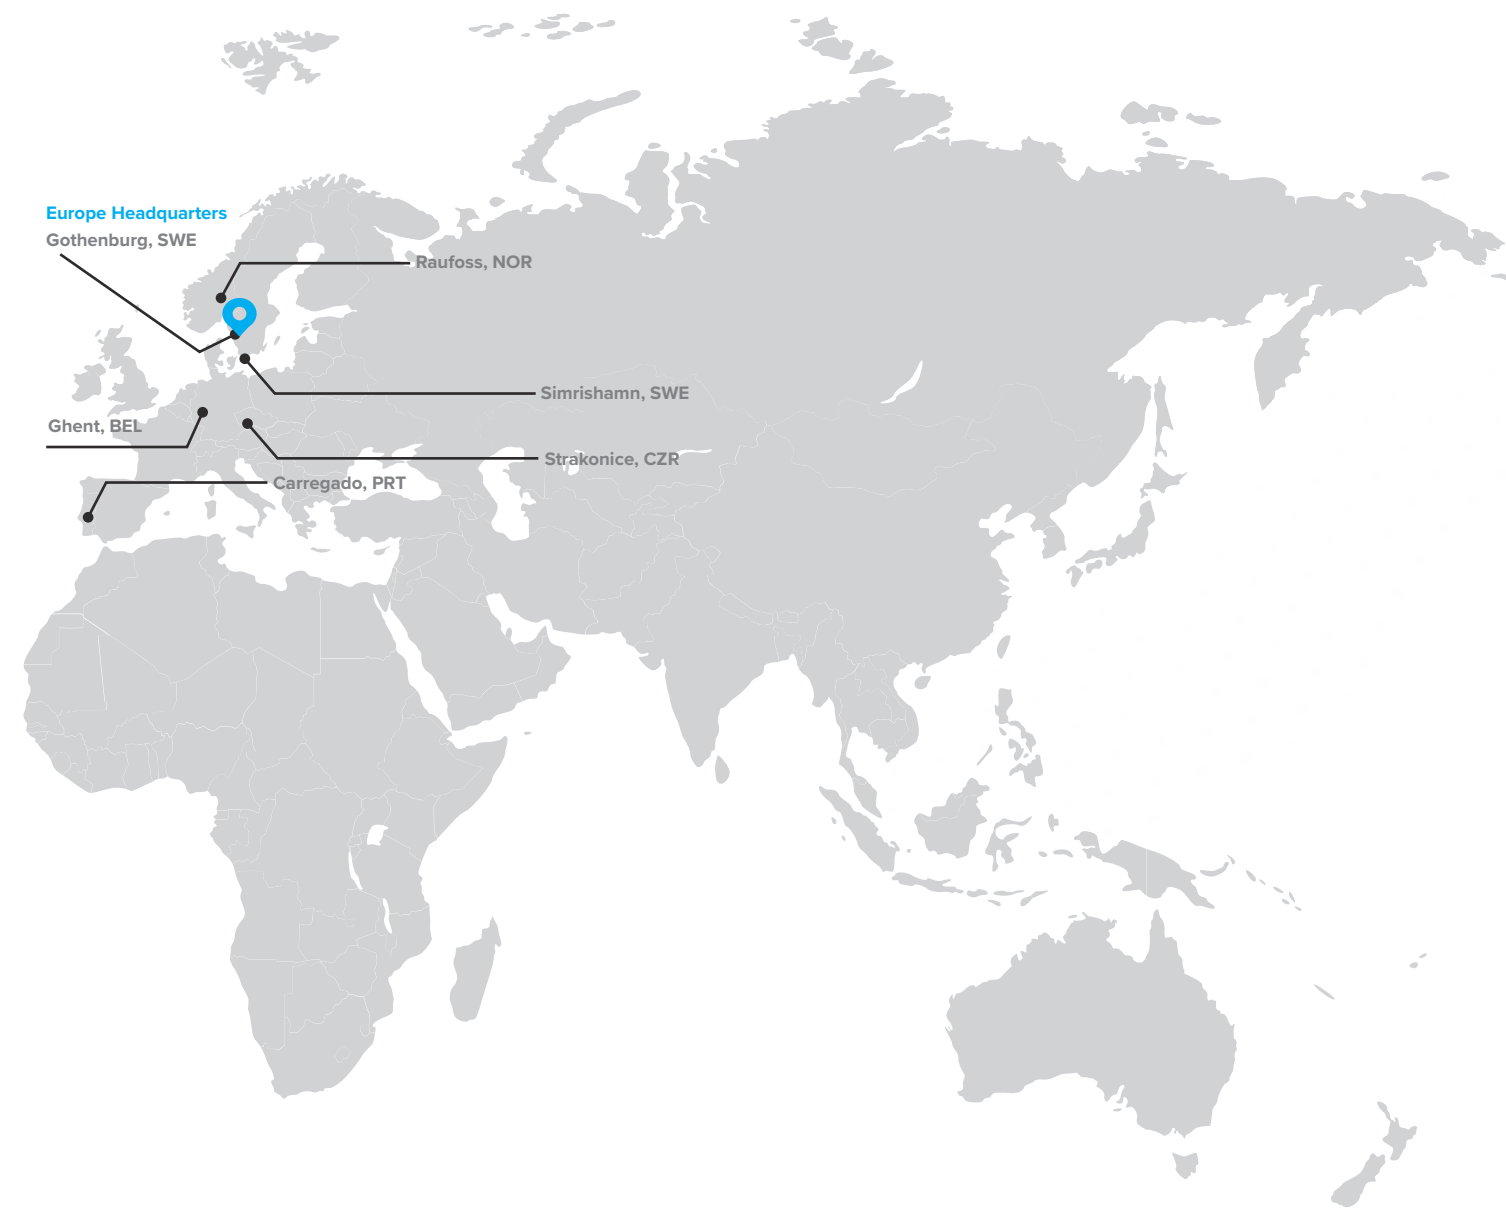 Europe Headquarters
Gothenburg, SWE
Raufoss, NOR
Simrishamn, SWE
Ghent, BEL
Strakonice, CZR
Carregado, PRT